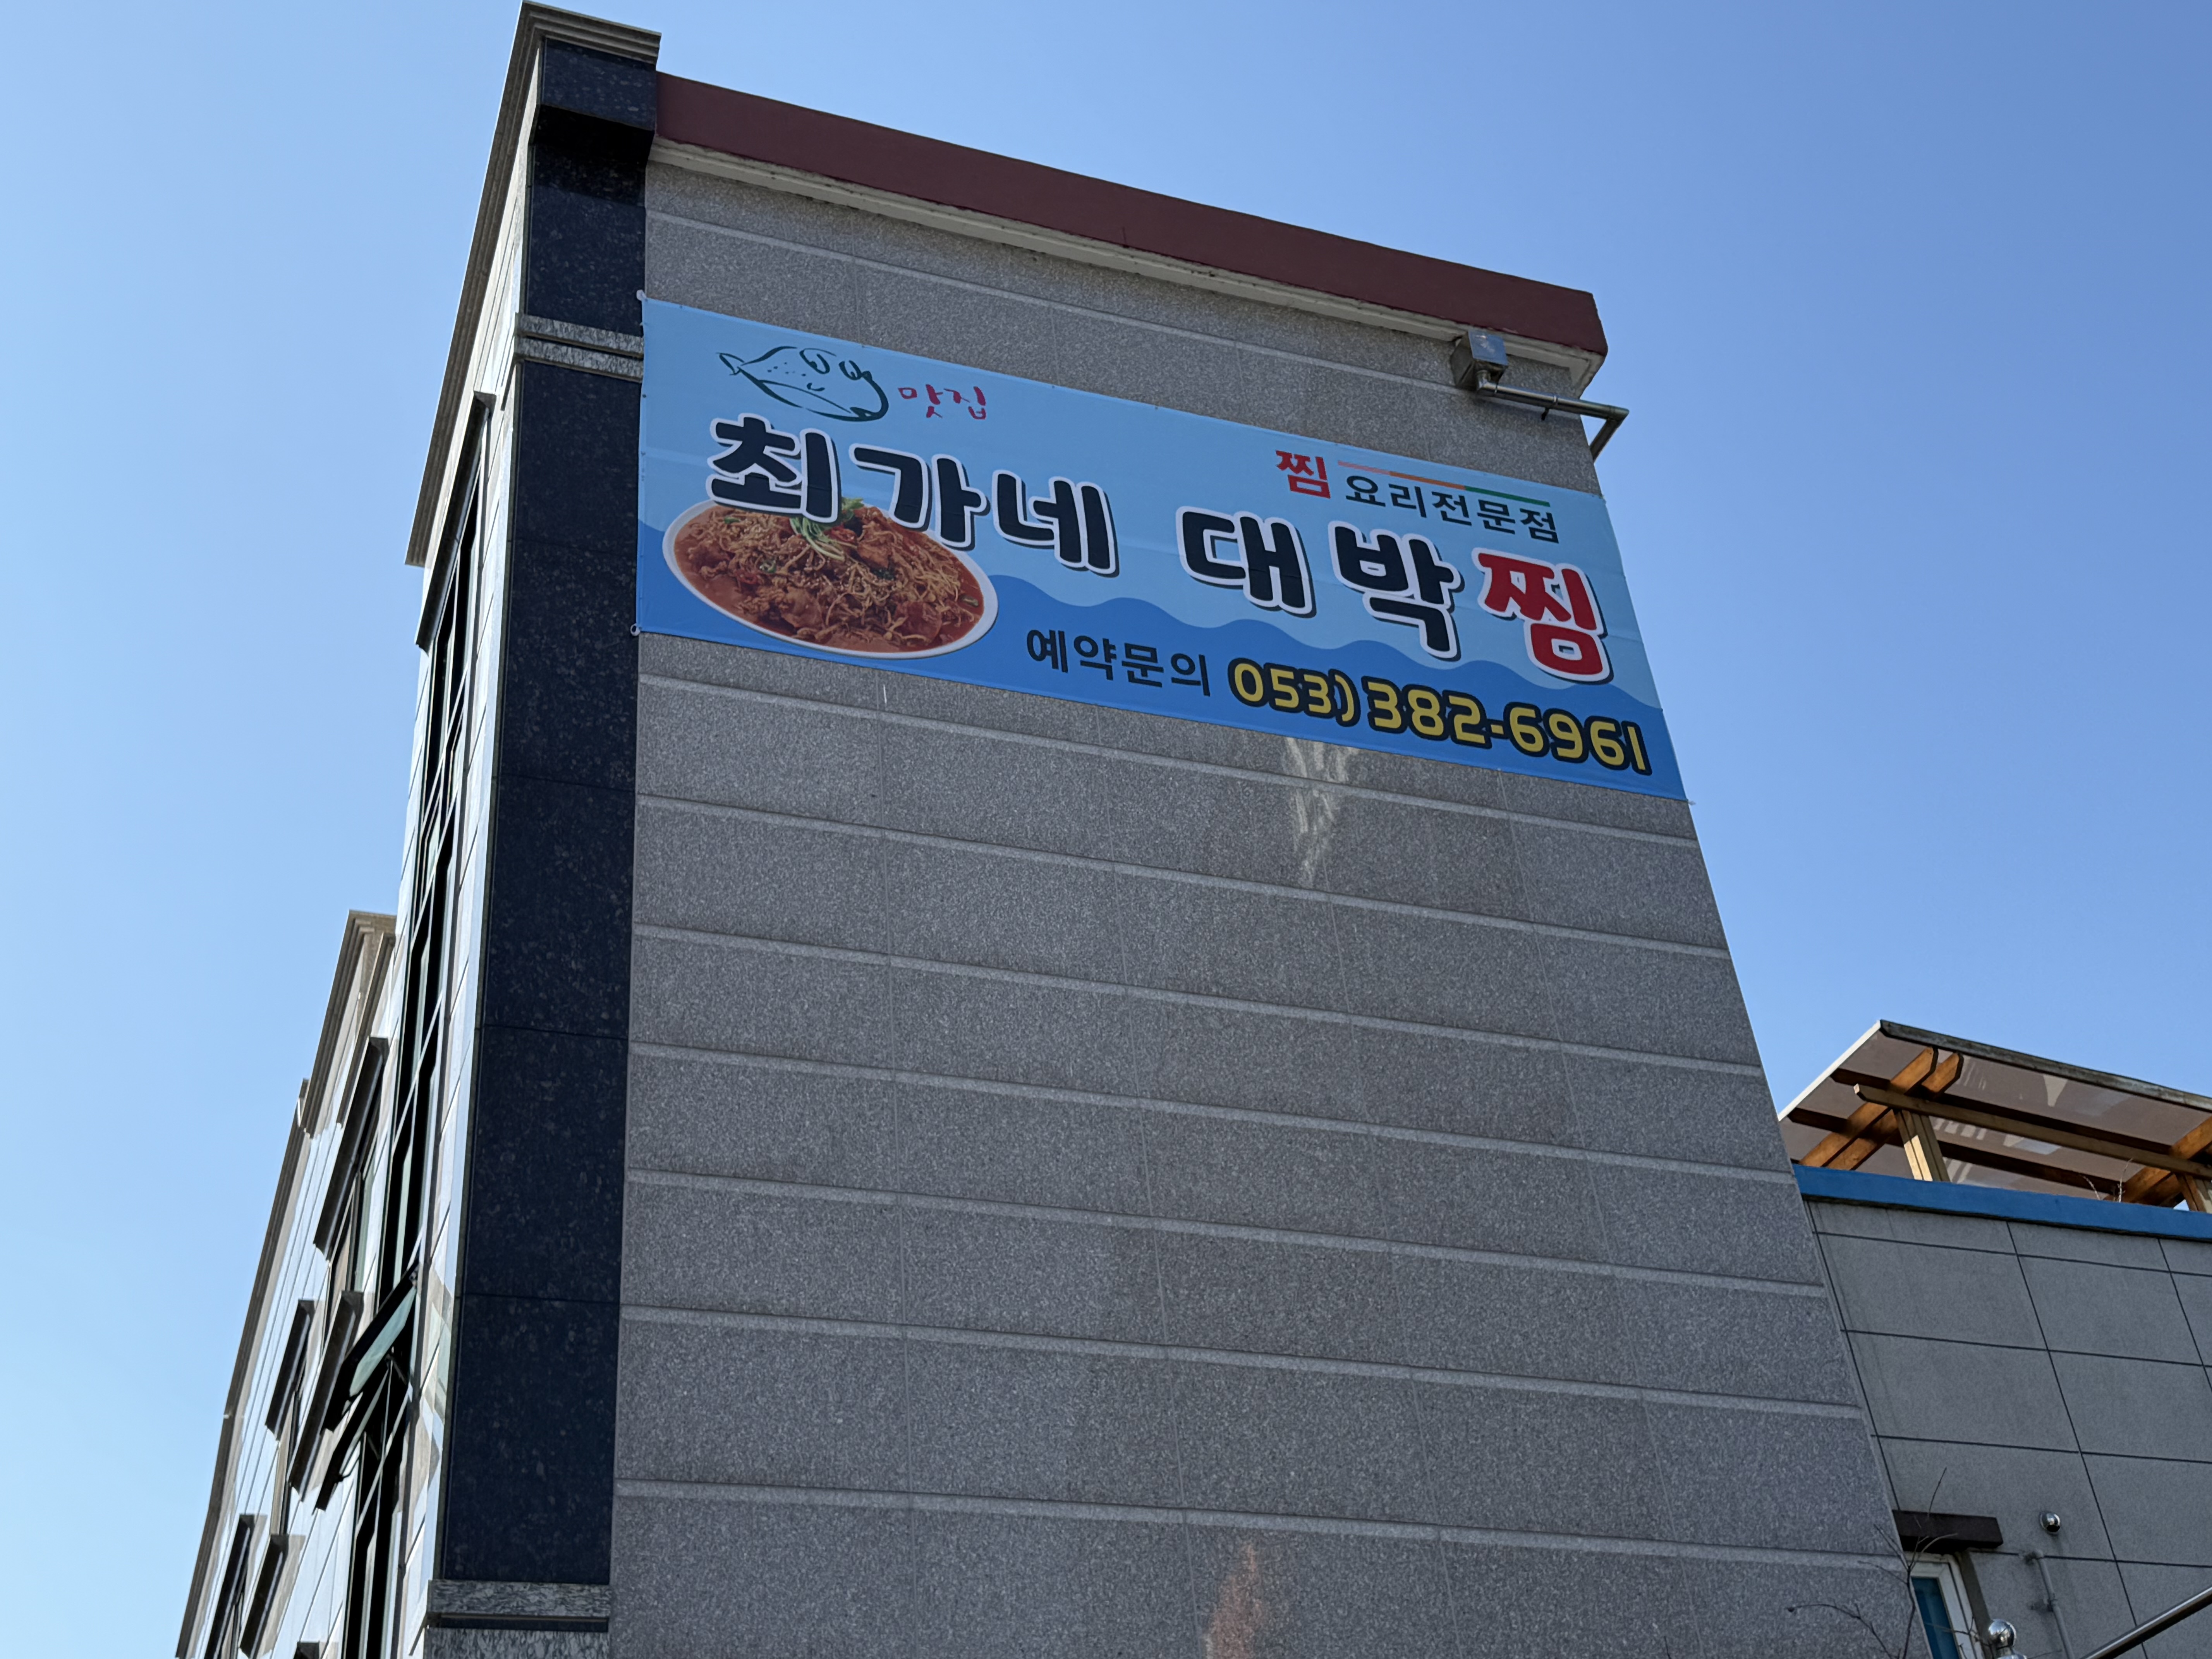 맛집
찜 요리전문점
최가네 대박찜
예약문의 053)382-6961